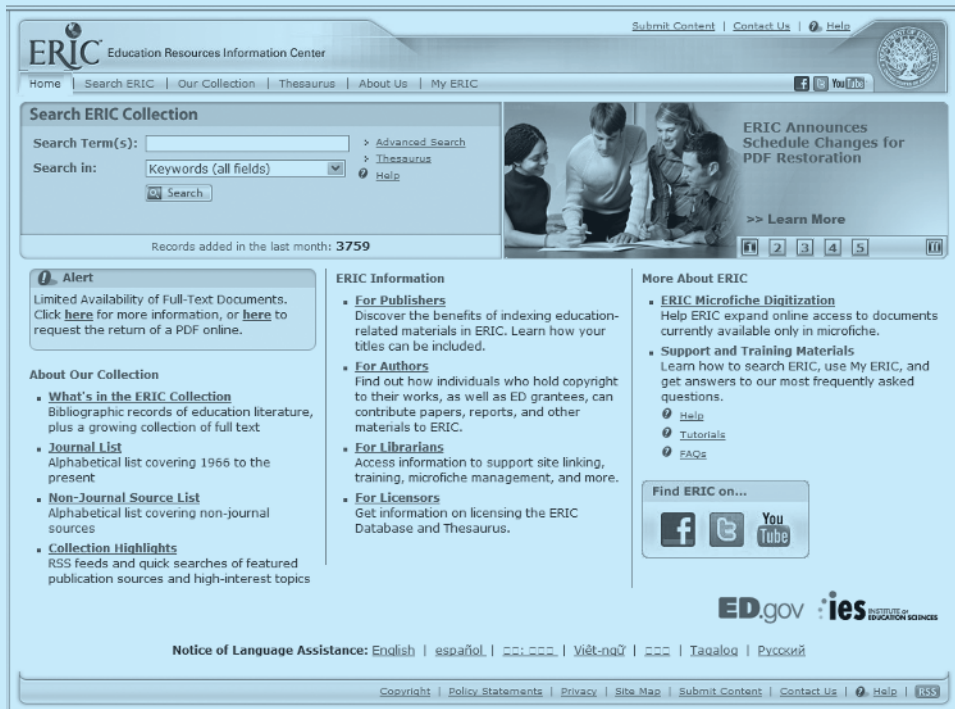 Submit Content | Contact Us | Help
ERIC Education Resources Information Center
Home | Search ERIC | Our Collection | Thesaurus | About Us | My ERIC
You Tube
Search ERIC Collection
Search Term(s):
Advanced Search
Thesaurus
Search in: Keywords (all fields)
Help
Search
Records added in the last month: 3759
ERIC Announces
Schedule Changes for
PDF Restoration
>> Learn More
1 2 3 4 5
Alert
Limited Availability of Full-Text Documents.
Click here for more information, or here to
request the return of a PDF online.
About Our Collection
What's in the ERIC Collection
Bibliographic records of education literature,
plus a growing collection of full text
Journal List
Alphabetical list covering 1966 to the
present
Non-Journal Source List
Alphabetical list covering non-journal
sources
Collection Highlights
RSS feeds and quick searches of featured
publication sources and high-interest topics
ERIC Information
For Publishers
Discover the benefits of indexing education-
related materials in ERIC. Learn how your
titles can be included.
For Authors
Find out how individuals who hold copyright
to their works, as well as ED grantees, can
contribute papers, reports, and other
materials to ERIC.
For Librarians
Access information to support site linking,
training, microfiche management, and more.
For Licensors
Get information on licensing the ERIC
Database and Thesaurus.
More About ERIC
ERIC Microfiche Digitization
Help ERIC expand online access to documents
currently available only in microfiche.
Support and Training Materials
Learn how to search ERIC, use My ERIC, and
get answers to our most frequently asked
questions.
Help
Tutorials
FAQs
Find ERIC on...
You Tube
ED.gov ies INSTITUTE OF EDUCATION SCIENCES
Notice of Language Assistance: English | español | □□: □□□ | Việt-ngữ | □□□ | Tagalog | Русский
Copyright | Policy Statements | Privacy | Site Map | Submit Content | Contact Us | Help | RSS